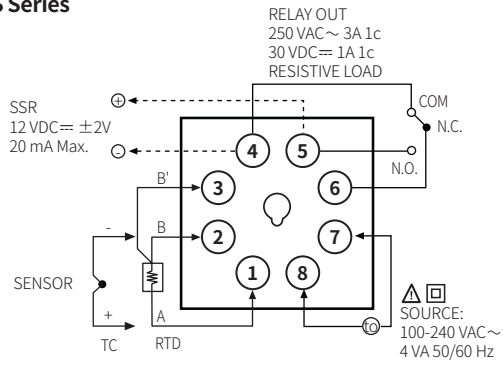 Series
RELAY OUT
250 VAC～ 3A 1c
30 VDC⎓ 1A 1c
RESISTIVE LOAD
SSR
12 VDC⎓ ±2V
20 mA Max.
+
-
COM
N.C.
N.O.
4
5
B'
3
6
B
2
7
1
8
-
SENSOR
+
A
TC
RTD
to
SOURCE:
100-240 VAC～
4 VA 50/60 Hz